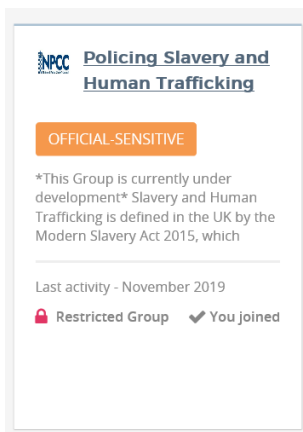 NPCC
Policing Slavery and
Human Trafficking
OFFICIAL-SENSITIVE
*This Group is currently under
development* Slavery and Human
Trafficking is defined in the UK by the
Modern Slavery Act 2015, which
Last activity - November 2019
Restricted Group You joined